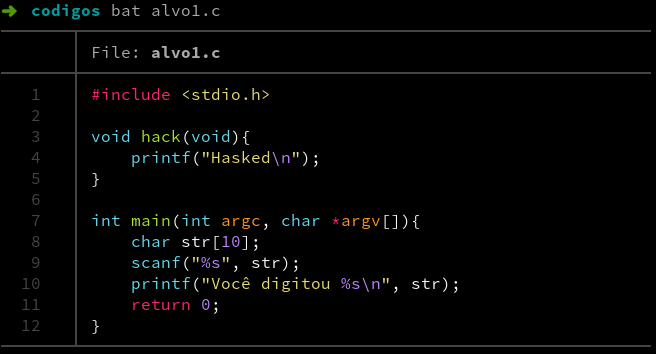 ➜ codigos bat alvo1.c
File: alvo1.c
1 #include <stdio.h>
2
3 void hack(void){
4     printf("Hasked\n");
5 }
6
7 int main(int argc, char *argv[]){
8     char str[10];
9     scanf("%s", str);
10     printf("Você digitou %s\n", str);
11     return 0;
12 }